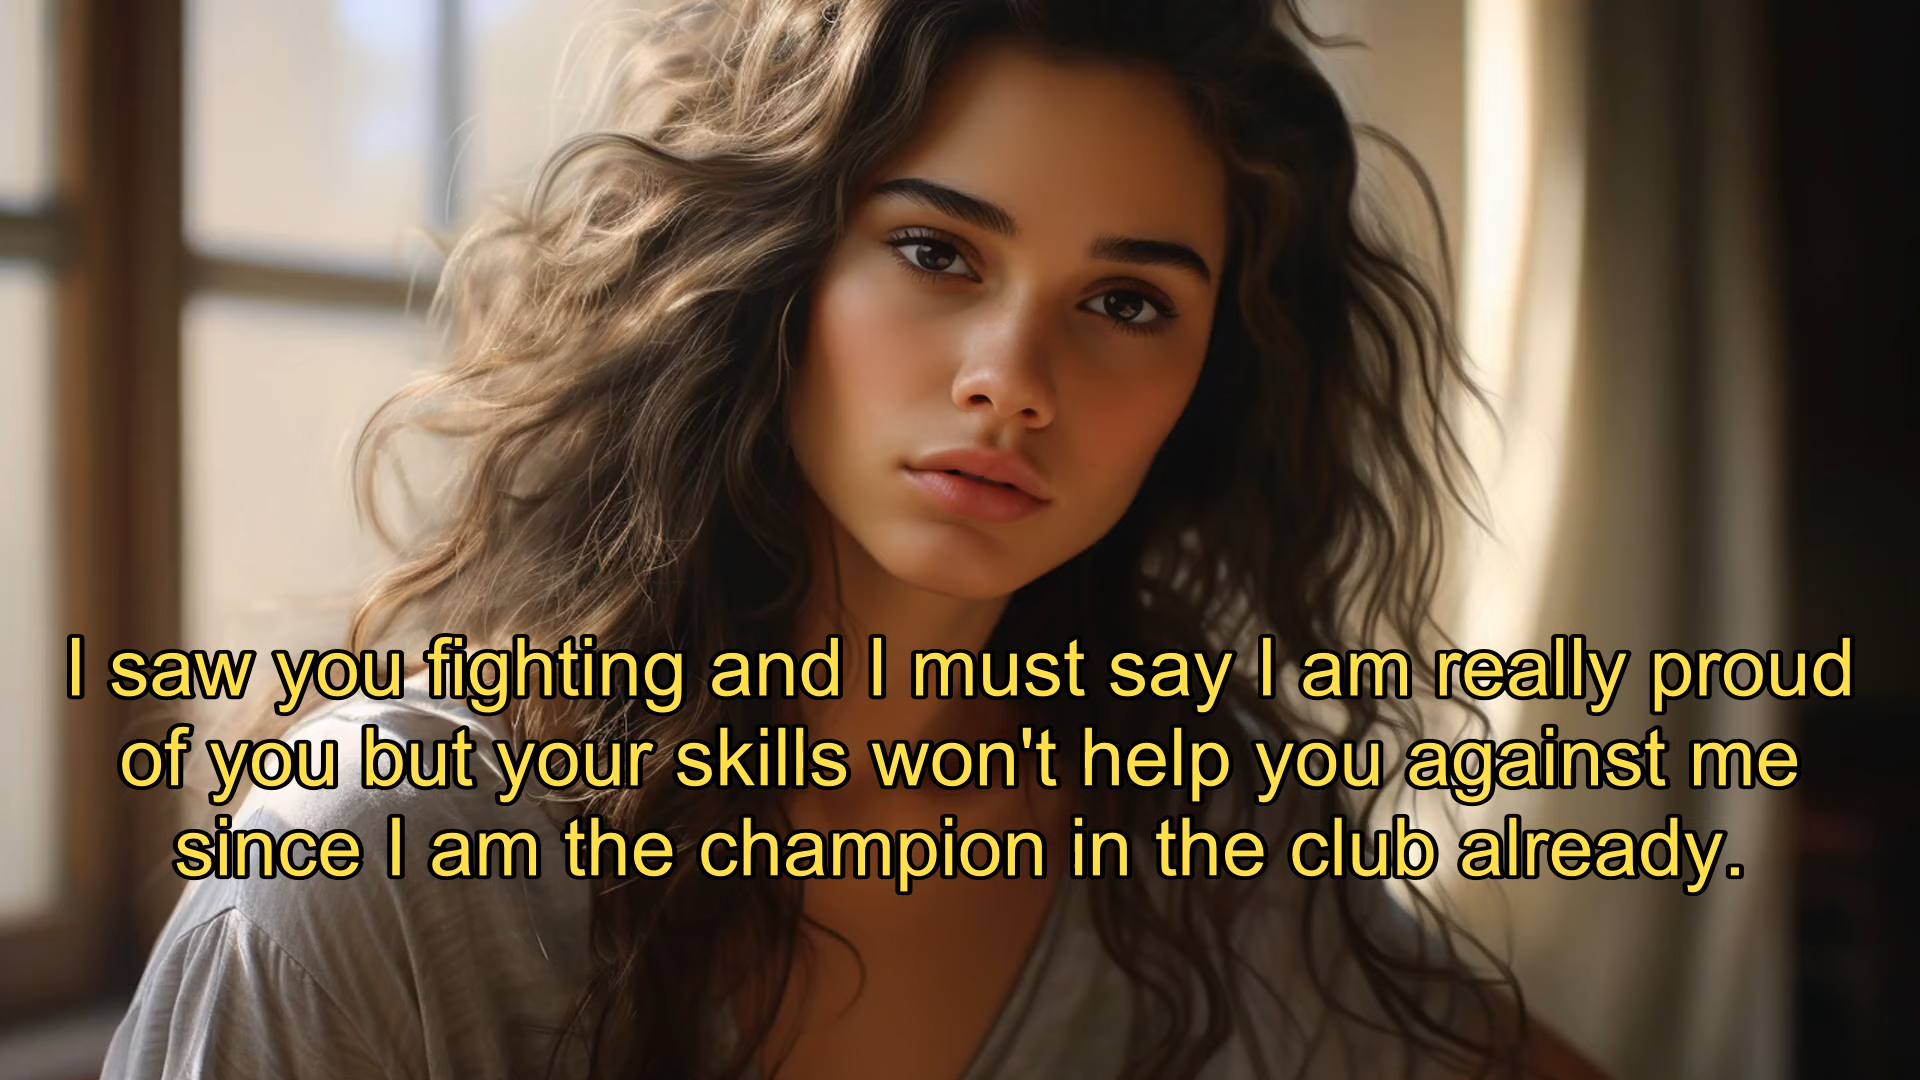 I saw you fighting and I must say I am really proud
of you but your skills won't help you against me
since I am the champion in the club already.